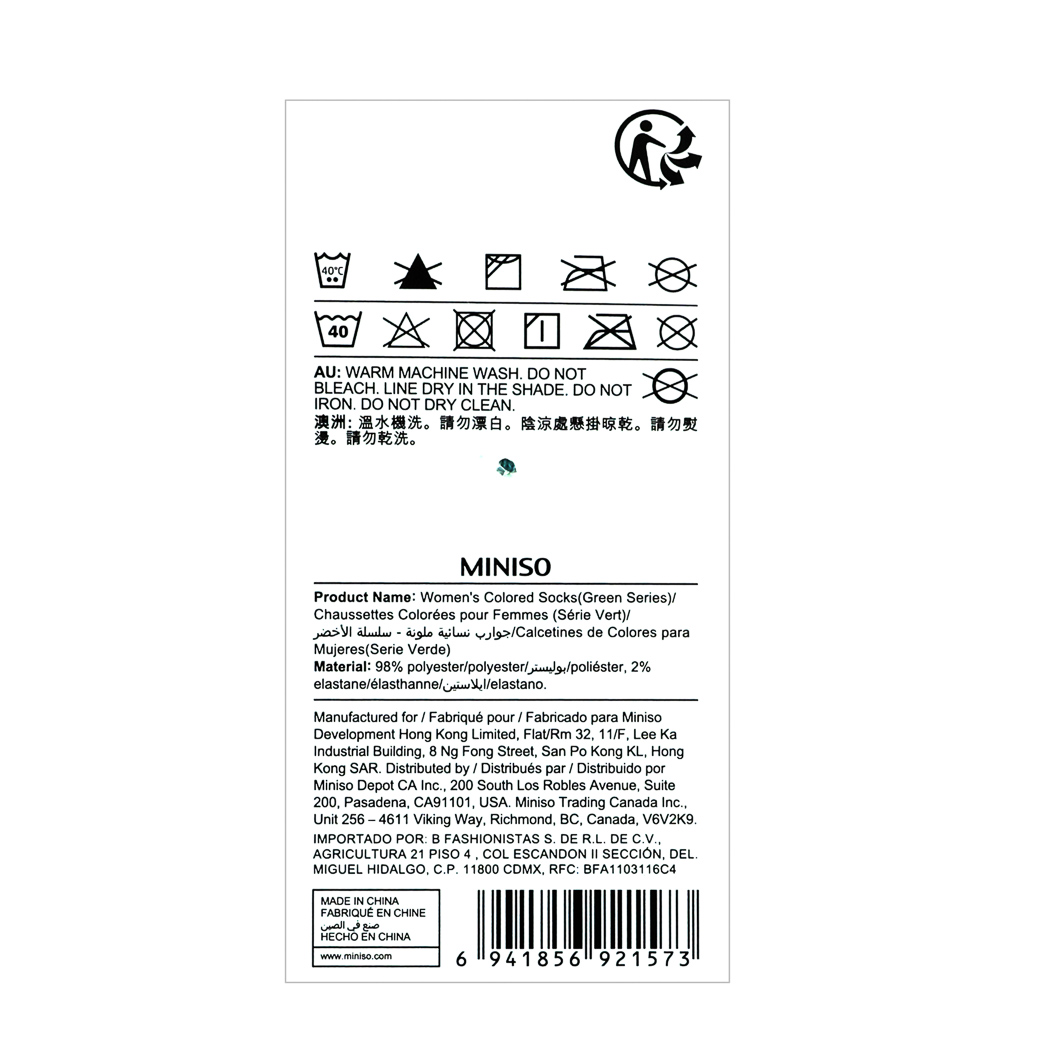 40°C
40
AU: WARM MACHINE WASH. DO NOT
BLEACH. LINE DRY IN THE SHADE. DO NOT
IRON. DO NOT DRY CLEAN.
澳洲: 溫水機洗。請勿漂白。陰涼處懸掛晾乾。請勿熨
燙。請勿乾洗。
MINISO
Product Name: Women's Colored Socks(Green Series)/
Chaussettes Colorées pour Femmes (Série Vert)/
جوارب نسائية ملونة - سلسلة الأخضر/Calcetines de Colores para
Mujeres(Serie Verde)
Material: 98% polyester/polyester/بوليستر/poliéster, 2%
elastane/élasthanne/ايلاستين/elastano.
Manufactured for / Fabriqué pour / Fabricado para Miniso
Development Hong Kong Limited, Flat/Rm 32, 11/F, Lee Ka
Industrial Building, 8 Ng Fong Street, San Po Kong KL, Hong
Kong SAR. Distributed by / Distribués par / Distribuido por
Miniso Depot CA Inc., 200 South Los Robles Avenue, Suite
200, Pasadena, CA91101, USA. Miniso Trading Canada Inc.,
Unit 256 – 4611 Viking Way, Richmond, BC, Canada, V6V2K9.
IMPORTADO POR: B FASHIONISTAS S. DE R.L. DE C.V.,
AGRICULTURA 21 PISO 4 , COL ESCANDON II SECCIÓN, DEL.
MIGUEL HIDALGO, C.P. 11800 CDMX, RFC: BFA1103116C4
MADE IN CHINA
FABRIQUÉ EN CHINE
صنع في الصين
HECHO EN CHINA
www.miniso.com
6 941856 921573